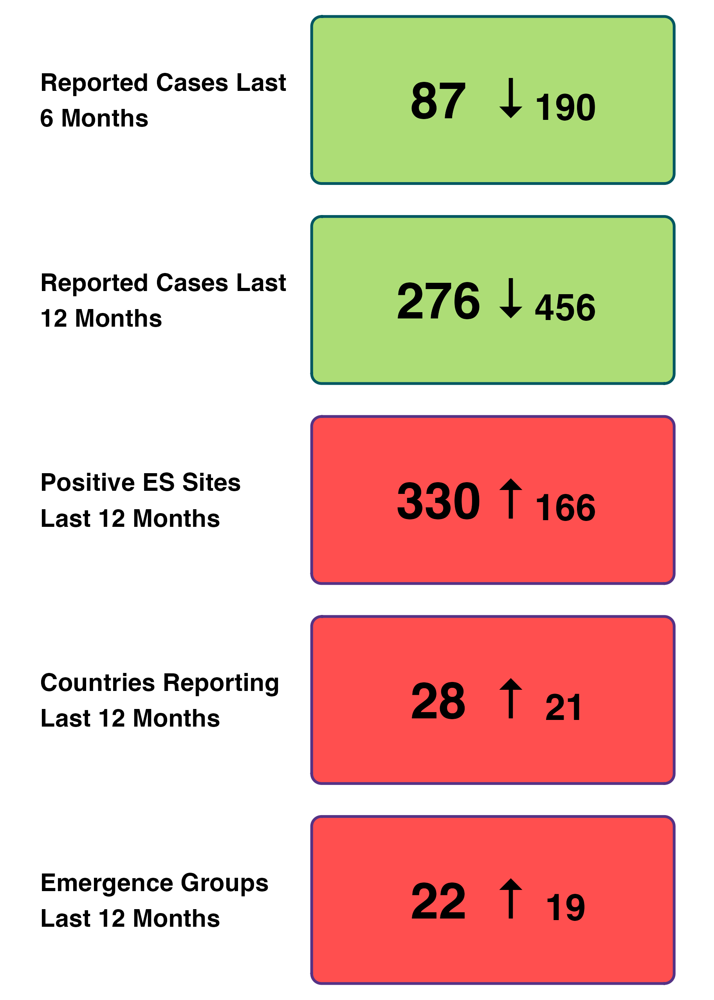 Reported Cases Last
6 Months
87 ↓ 190
Reported Cases Last
12 Months
276 ↓ 456
Positive ES Sites
Last 12 Months
330 ↑ 166
Countries Reporting
Last 12 Months
28 ↑ 21
Emergence Groups
Last 12 Months
22 ↑ 19